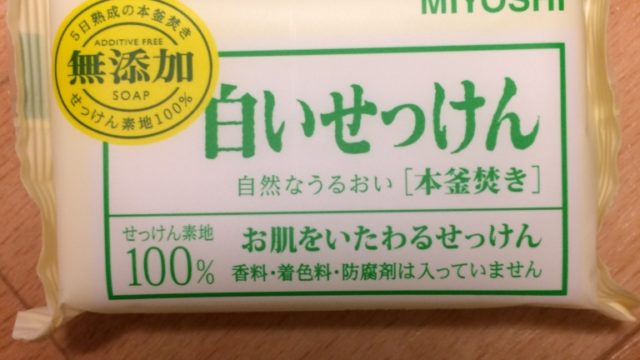 MIYOSHI
5日熟成の本釜焚き
ADDITIVE FREE
無添加
SOAP
せっけん素地100%
白いせっけん
自然なうるおい［本釜焚き］
せっけん素地
100%
お肌をいたわるせっけん
香料・着色料・防腐剤は入っていません